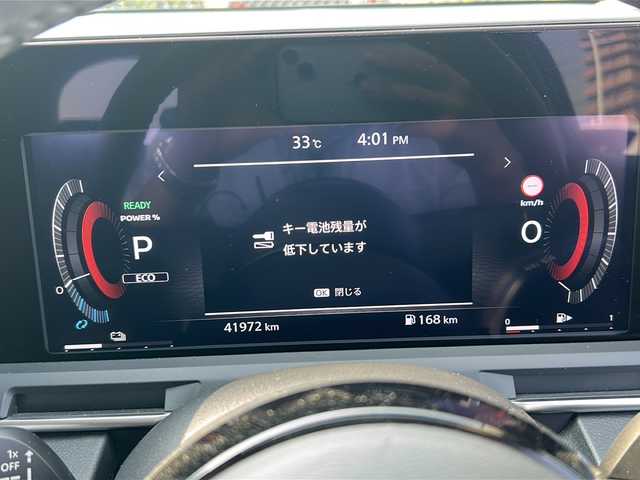 33℃ 4:01 PM
READY
POWER %
P
ECO
0
キー電池残量が
低下しています
OK 閉じる
km/h
0
41972 km
168 km
0 1
1x
OFF